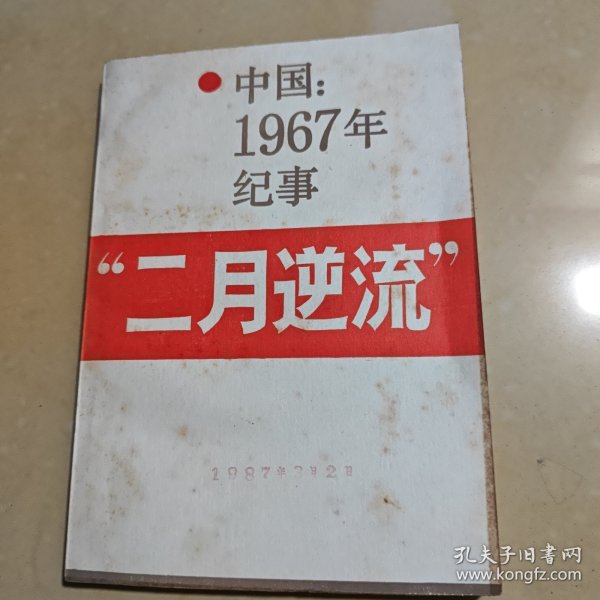 中国：
1967年
纪事
“二月逆流”
1987年3月2日
孔夫子旧书网
www.kongfz.com